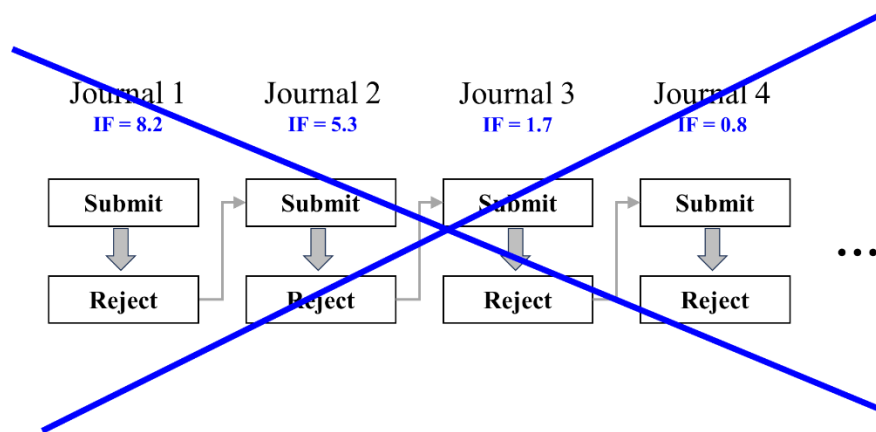 Journal 1 Journal 2 Journal 3 Journal 4
IF = 8.2 IF = 5.3 IF = 1.7 IF = 0.8
Submit Submit Submit Submit
Reject Reject Reject Reject
...